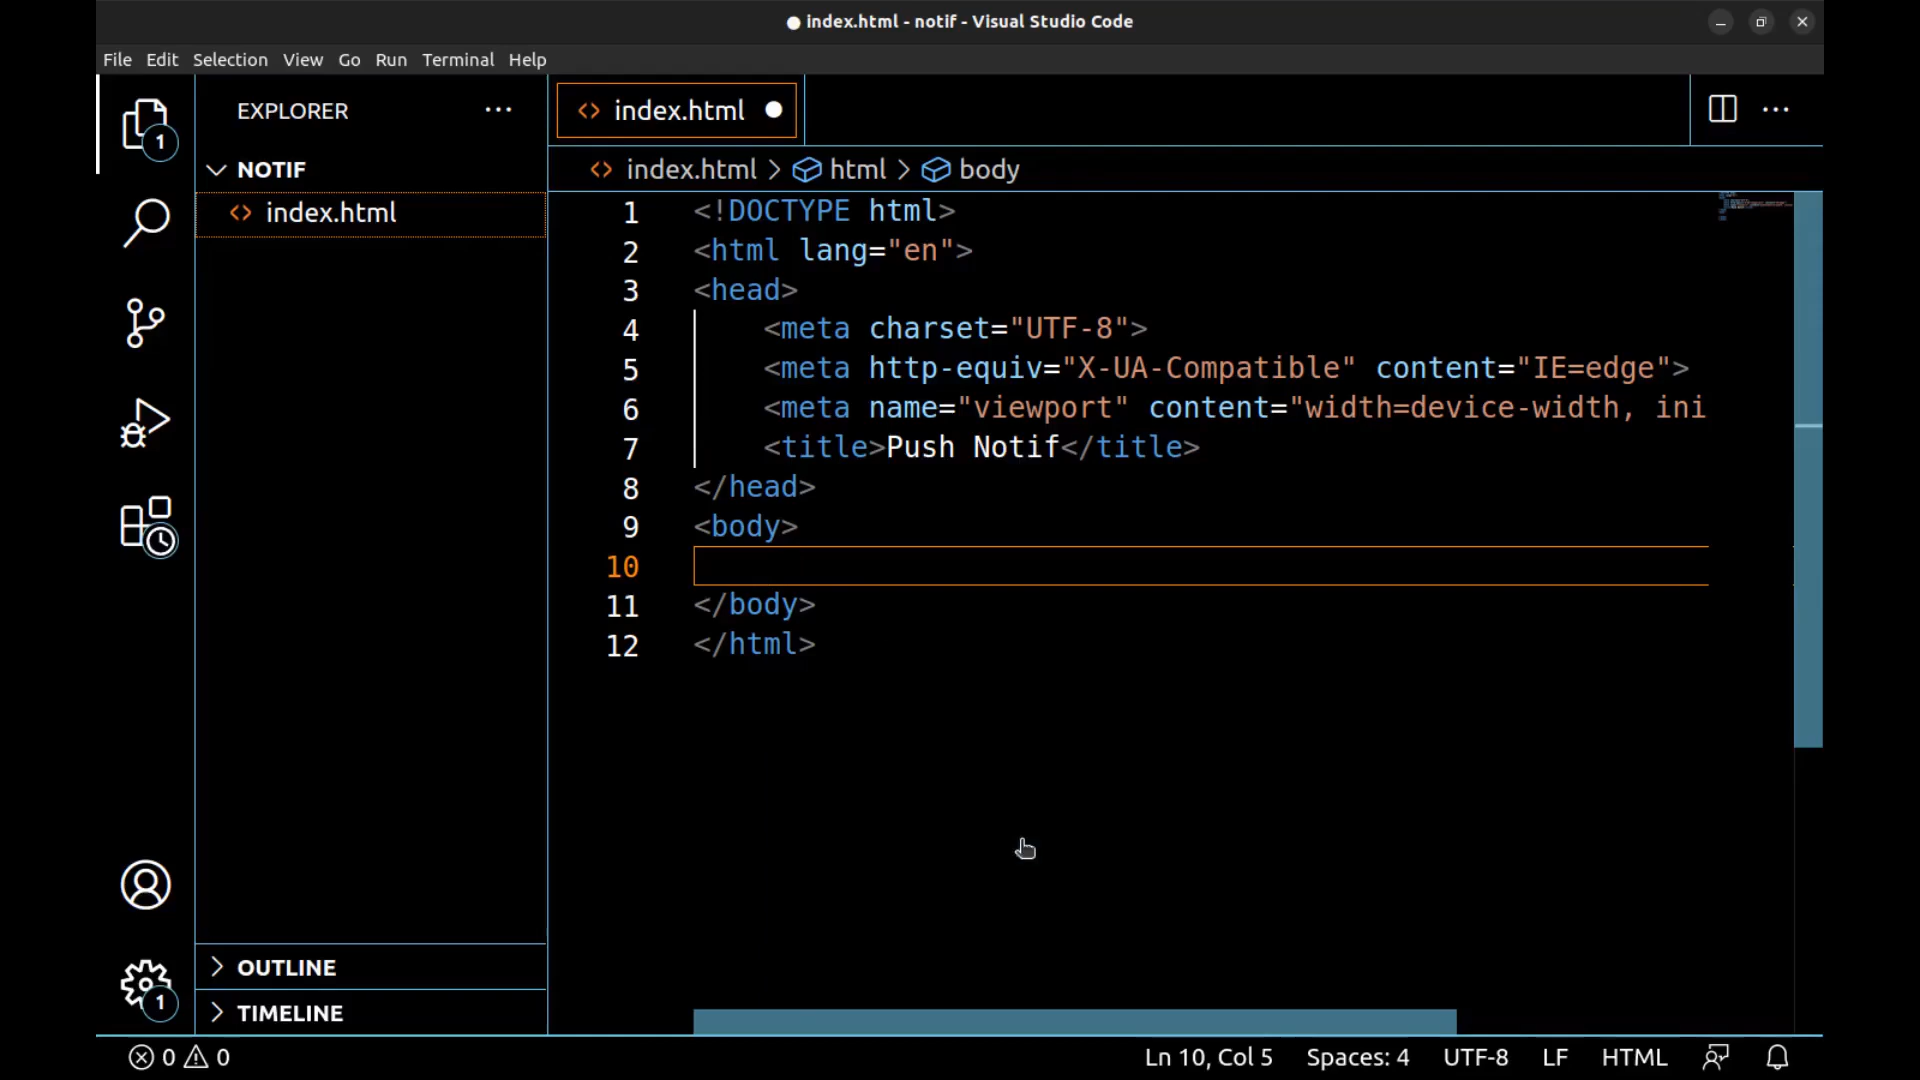 index.html - notif - Visual Studio Code
File Edit Selection View Go Run Terminal Help
EXPLORER
index.html
1
NOTIF
index.html > html > body
index.html
1 <!DOCTYPE html>
2 <html lang="en">
3 <head>
4 <meta charset="UTF-8">
5 <meta http-equiv="X-UA-Compatible" content="IE=edge">
6 <meta name="viewport" content="width=device-width, ini
7 <title>Push Notif</title>
8 </head>
9 <body>
10
11 </body>
12 </html>
OUTLINE
1
TIMELINE
0 0
Ln 10, Col 5 Spaces: 4 UTF-8 LF HTML